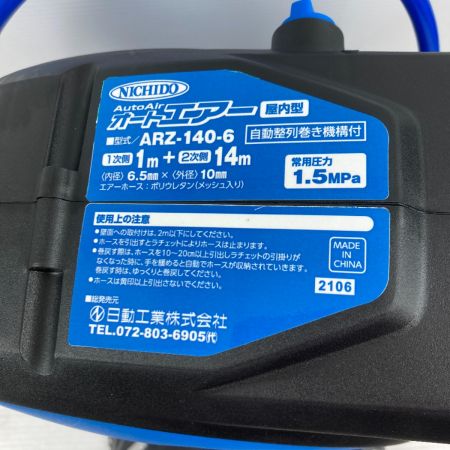 NICHIDO
AutoAir
オートエアー 屋内型
■型式/ARZ-140-6 自動整列巻き機構付
1次側1m+2次側14m
(内径)6.5mm×(外径)10mm
エアーホース:ポリウレタン(メッシュ入り)
常用圧力
1.5MPa
使用上の注意
●壁面への取付けは、2m以下にしてください。
●ホースを引出すとラチェットによりホースは止まります。
●巻戻す際は、ホースを10〜20cm以上引出しラチェットの引掛りが
なくなった時に、手を緩めると自動でホースが収納されていきます。
巻戻す時は、ゆっくりと巻戻してください。
●ホースは黄印以上引出さないでください。
MADE
IN
CHINA
2106
■総発売元
日動工業株式会社
TEL.072-803-6905(代)